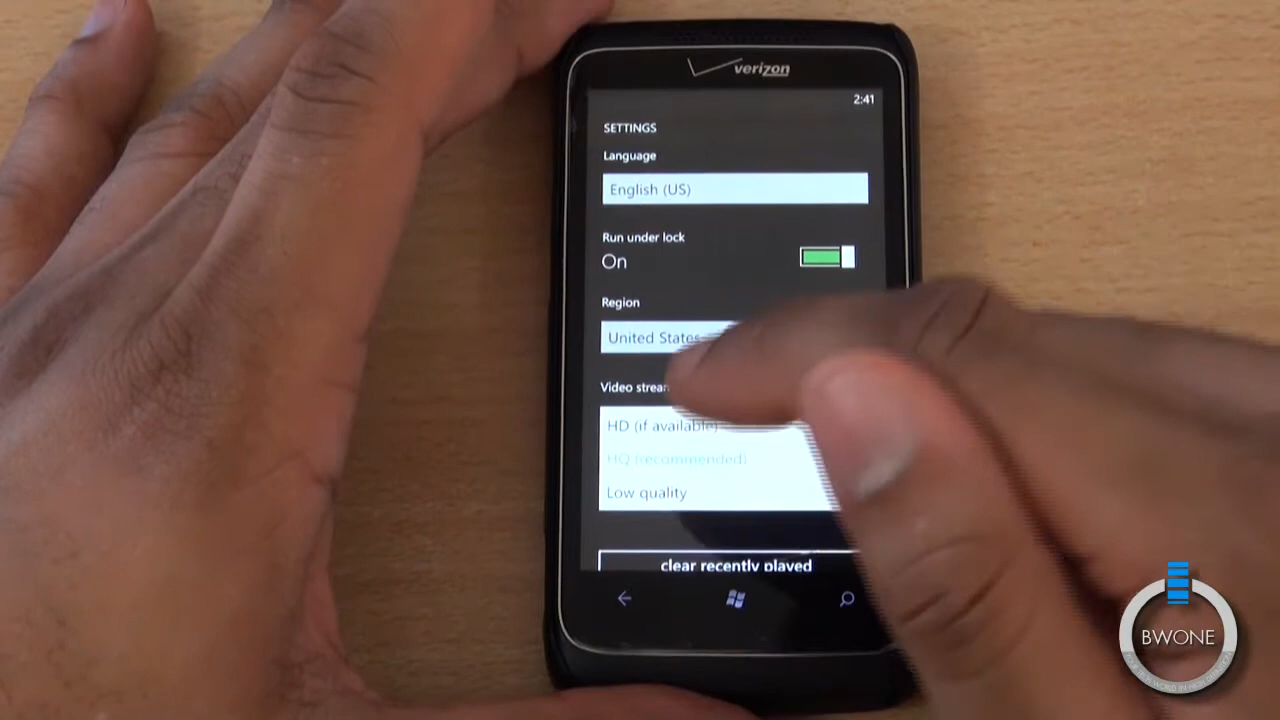 verizon
2:41
SETTINGS
Language
English (US)
Run under lock
On
Region
United States
Video
HD (if available)
HQ (recommended)
Low quality
clear recently played
BWONE